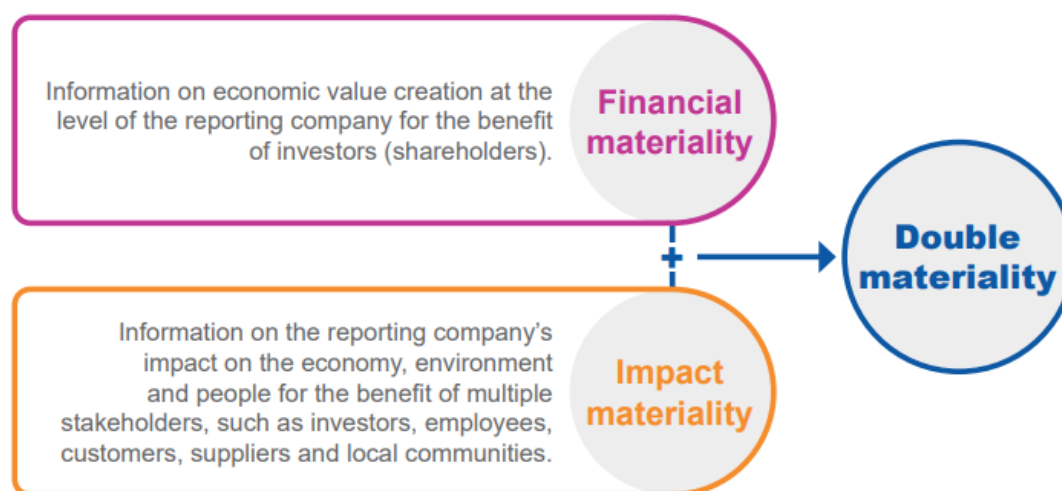 Information on economic value creation at the
level of the reporting company for the benefit
of investors (shareholders).
Financial
materiality
+
Double
materiality
Information on the reporting company’s
impact on the economy, environment
and people for the benefit of multiple
stakeholders, such as investors, employees,
customers, suppliers and local communities.
Impact
materiality